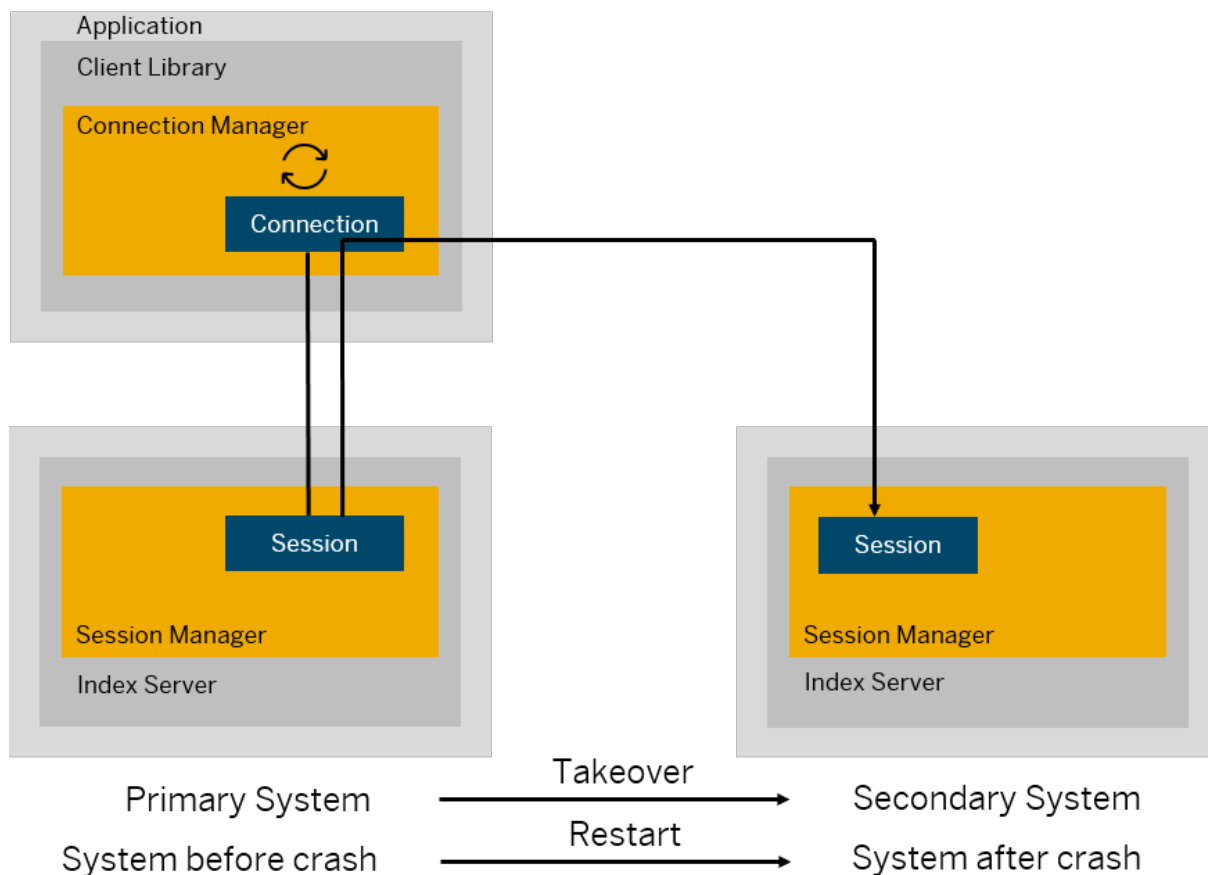 Application
Client Library
Connection Manager
Connection
Session
Session Manager
Index Server
Session
Session Manager
Index Server
Primary System
Takeover
Secondary System
System before crash
Restart
System after crash